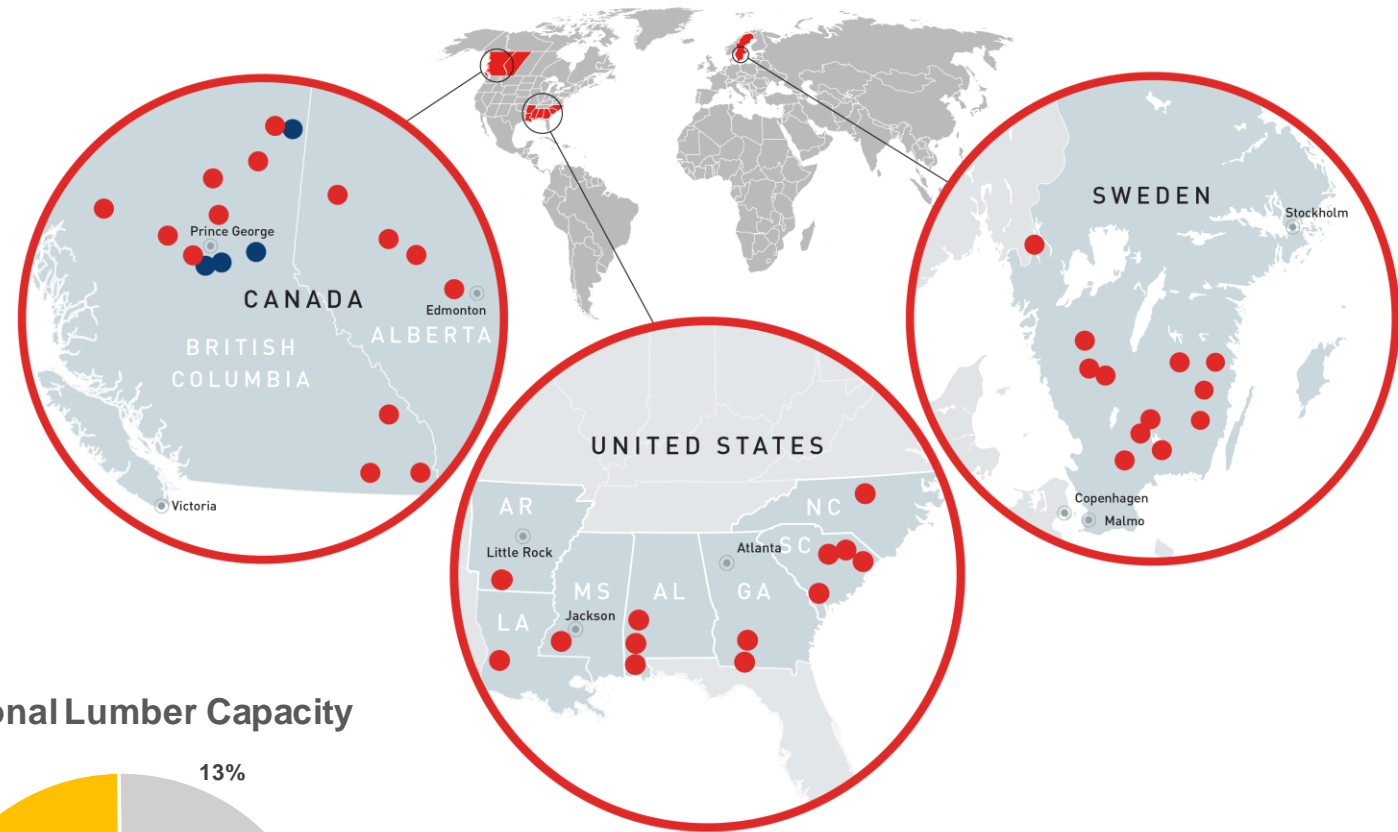 Prince George
CANADA
Edmonton
ALBERTA
BRITISH
COLUMBIA
Victoria
SWEDEN
Stockholm
Copenhagen
Malmo
UNITED STATES
AR
Little Rock
NC
Atlanta
SC
MS
AL
GA
Jackson
LA
Lumber Capacity
13%